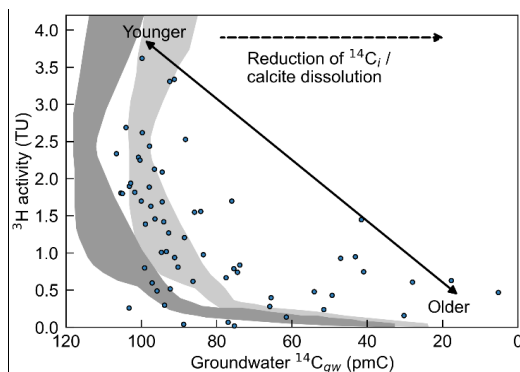 4.0
3.5
3.0
2.5
2.0
1.5
1.0
0.5
0.0
³H activity (TU)
Younger
Reduction of ¹⁴Cᵢ /
calcite dissolution
Older
120 100 80 60 40 20 0
Groundwater ¹⁴C_gw (pmC)